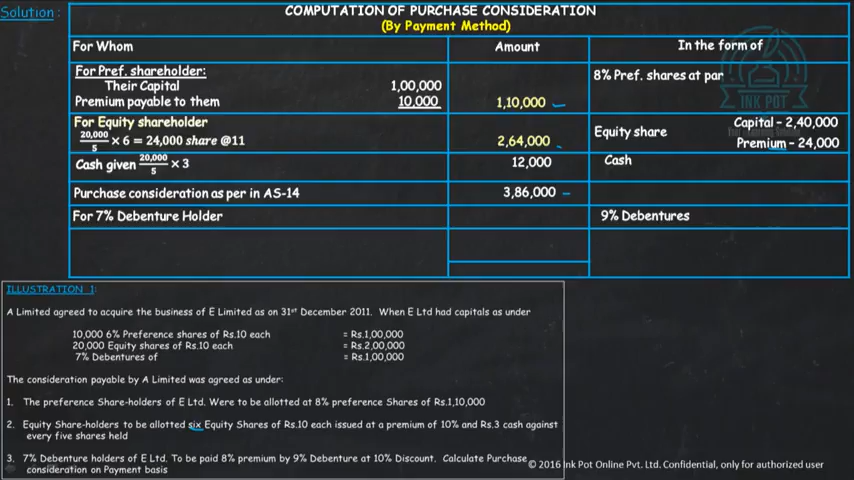 Solution:
COMPUTATION OF PURCHASE CONSIDERATION
(By Payment Method)
For Whom Amount In the form of
For Pref. shareholder: 8% Pref. shares at par
Their Capital 1,00,000
Premium payable to them 10,000 1,10,000
INK POT
For Equity shareholder Capital – 2,40,000
20,000/5 × 6 = 24,000 share @11 2,64,000 Equity share Premium – 24,000
Cash given 20,000/5 × 3 12,000 Cash
Purchase consideration as per in AS-14 3,86,000
For 7% Debenture Holder 9% Debentures
ILLUSTRATION 1:
A Limited agreed to acquire the business of E Limited as on 31st December 2011. When E Ltd had capitals as under
10,000 6% Preference shares of Rs.10 each = Rs.1,00,000
20,000 Equity shares of Rs.10 each = Rs.2,00,000
7% Debentures of = Rs.1,00,000
The consideration payable by A Limited was agreed as under:
1. The preference Share-holders of E Ltd. Were to be allotted at 8% preference Shares of Rs.1,10,000
2. Equity Share-holders to be allotted six Equity Shares of Rs.10 each issued at a premium of 10% and Rs.3 cash against
every five shares held
3. 7% Debenture holders of E Ltd. To be paid 8% premium by 9% Debenture at 10% Discount. Calculate Purchase
consideration on Payment basis
© 2016 Ink Pot Online Pvt. Ltd. Confidential, only for authorized user